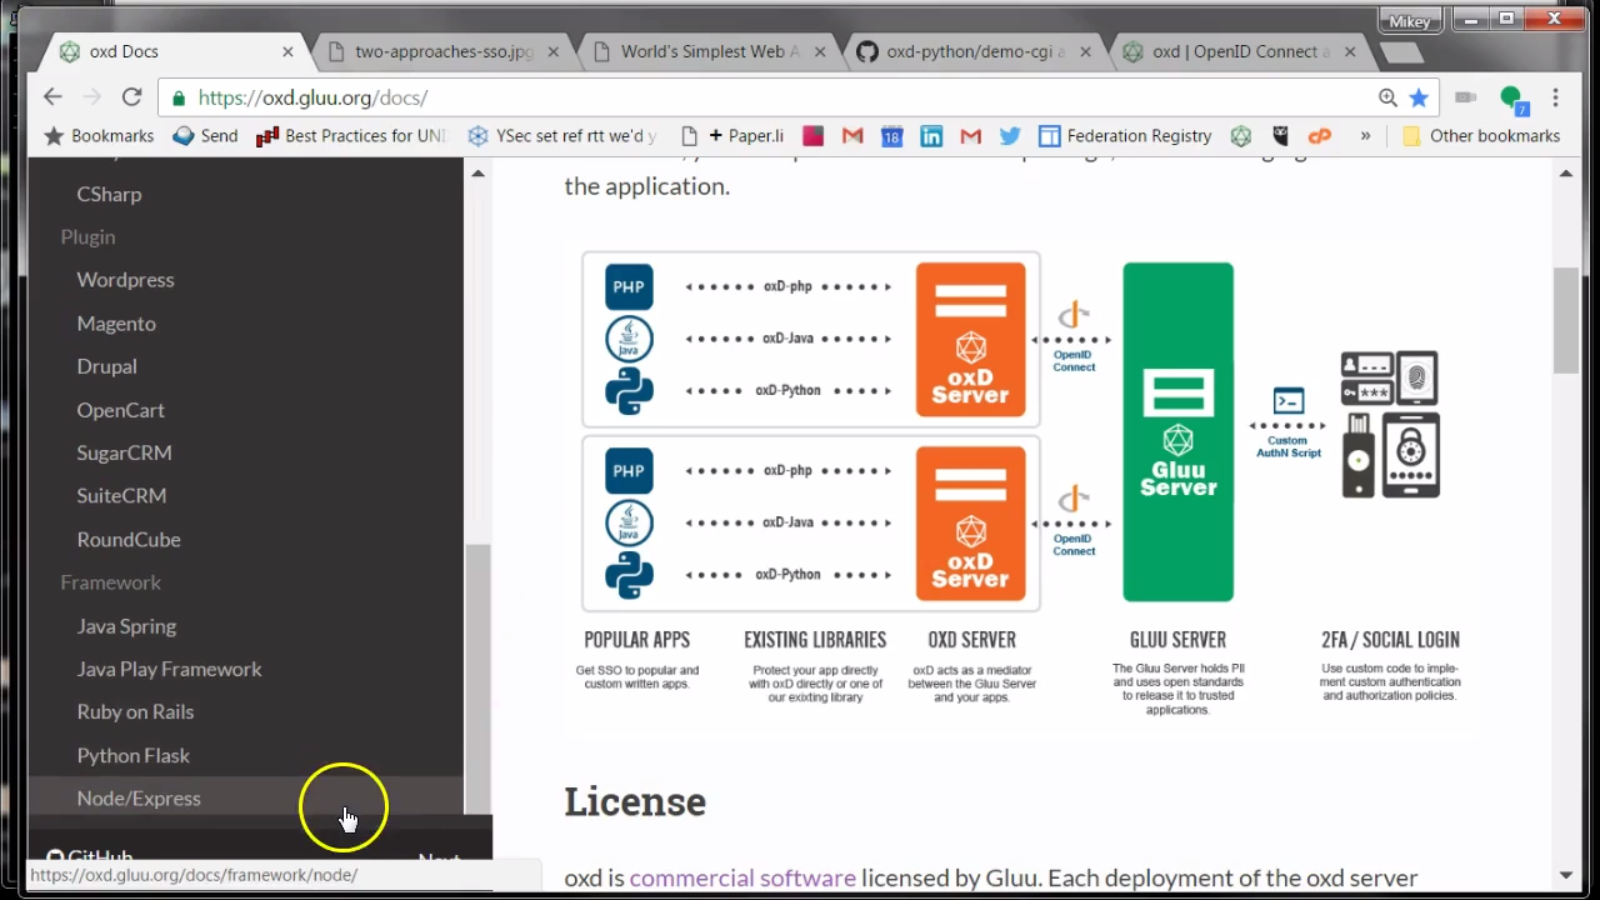 Mikey
oxd Docs
two-approaches-sso.jpg
World's Simplest Web A
oxd-python/demo-cgi a
oxd | OpenID Connect a
https://oxd.gluu.org/docs/
7
Bookmarks
Send
Best Practices for UNI
YSec set ref rtt we'd y
+ Paper.li
18
in
Federation Registry
»
Other bookmarks
CSharp
Plugin
Wordpress
Magento
Drupal
OpenCart
SugarCRM
SuiteCRM
RoundCube
Framework
Java Spring
Java Play Framework
Ruby on Rails
Python Flask
Node/Express
GitHub
Next
https://oxd.gluu.org/docs/framework/node/
the application.
PHP
oxD-php
Java
oxD-Java
oxD-Python
oxD
Server
OpenID
Connect
PHP
oxD-php
Java
oxD-Java
oxD-Python
oxD
Server
OpenID
Connect
Gluu
Server
Custom
AuthN Script
POPULAR APPS
Get SSO to popular and
custom written apps.
EXISTING LIBRARIES
Protect your app directly
with oxD directly or one of
our exixting library
OXD SERVER
oxD acts as a mediator
between the Gluu Server
and your apps.
GLUU SERVER
The Gluu Server holds PII
and uses open standards
to release it to trusted
applications.
2FA / SOCIAL LOGIN
Use custom code to imple-
ment custom authentication
and authorization policies.
License
oxd is commercial software licensed by Gluu. Each deployment of the oxd server